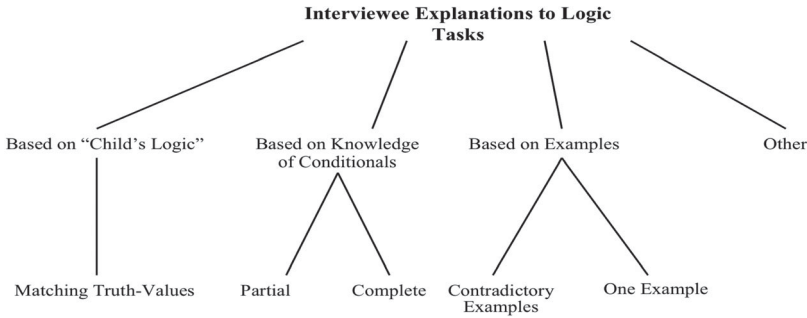 Interviewee Explanations to Logic
Tasks
Based on “Child’s Logic”
Based on Knowledge
of Conditionals
Based on Examples
Other
Matching Truth-Values
Partial
Complete
Contradictory
Examples
One Example